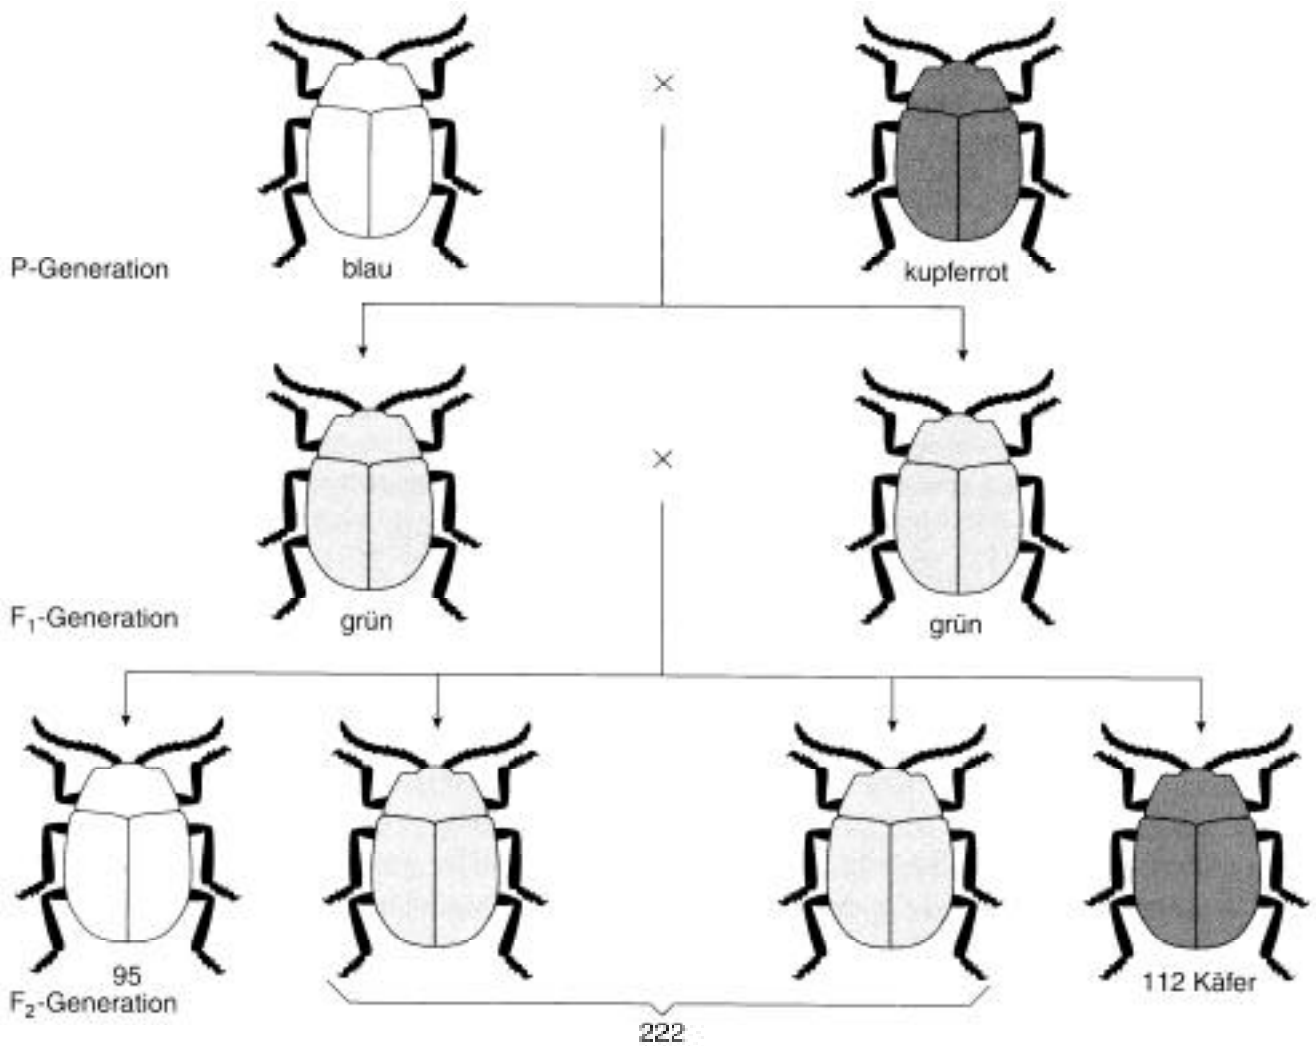 ×
P-Generation
blau
kupferrot
×
F₁-Generation
grün
grün
95
112 Käfer
F₂-Generation
222